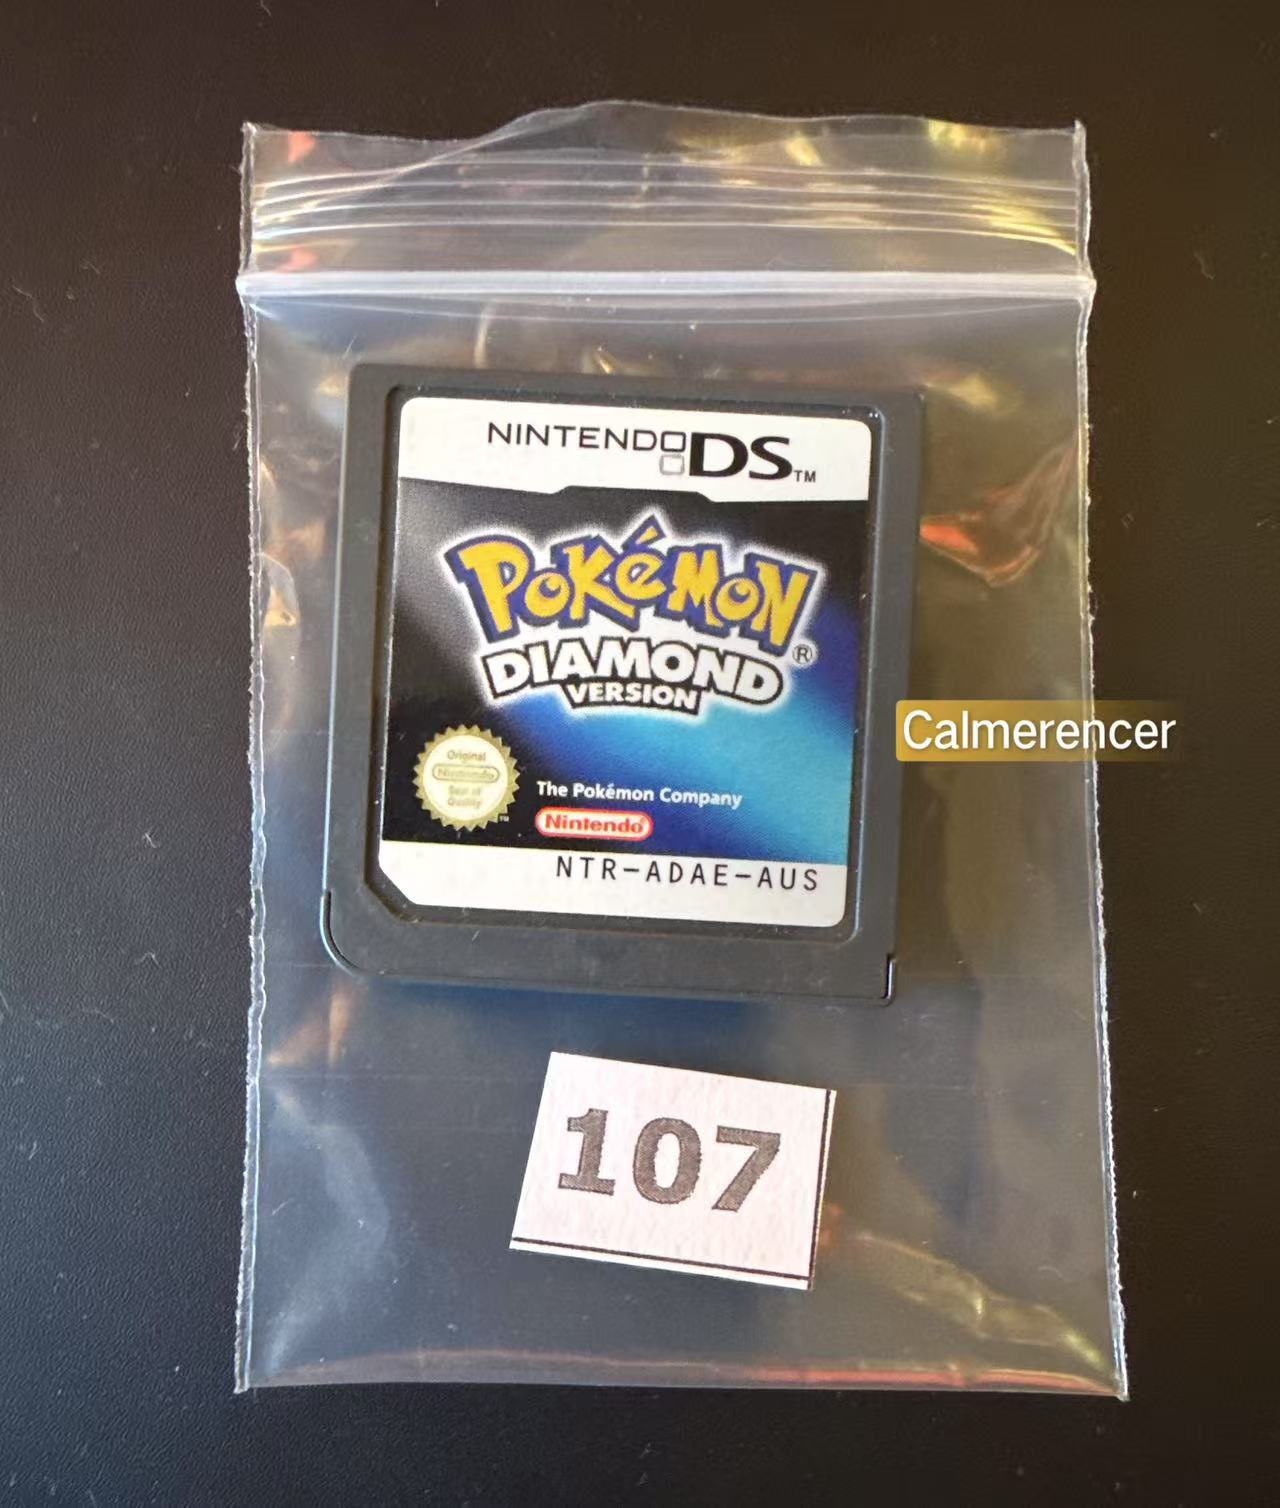 NINTENDO DS™
POKéMON®
DIAMOND
VERSION
Original
Nintendo
Seal of
Quality ™
The Pokémon Company
Nintendo®
NTR-ADAE-AUS
Calmerencer
107